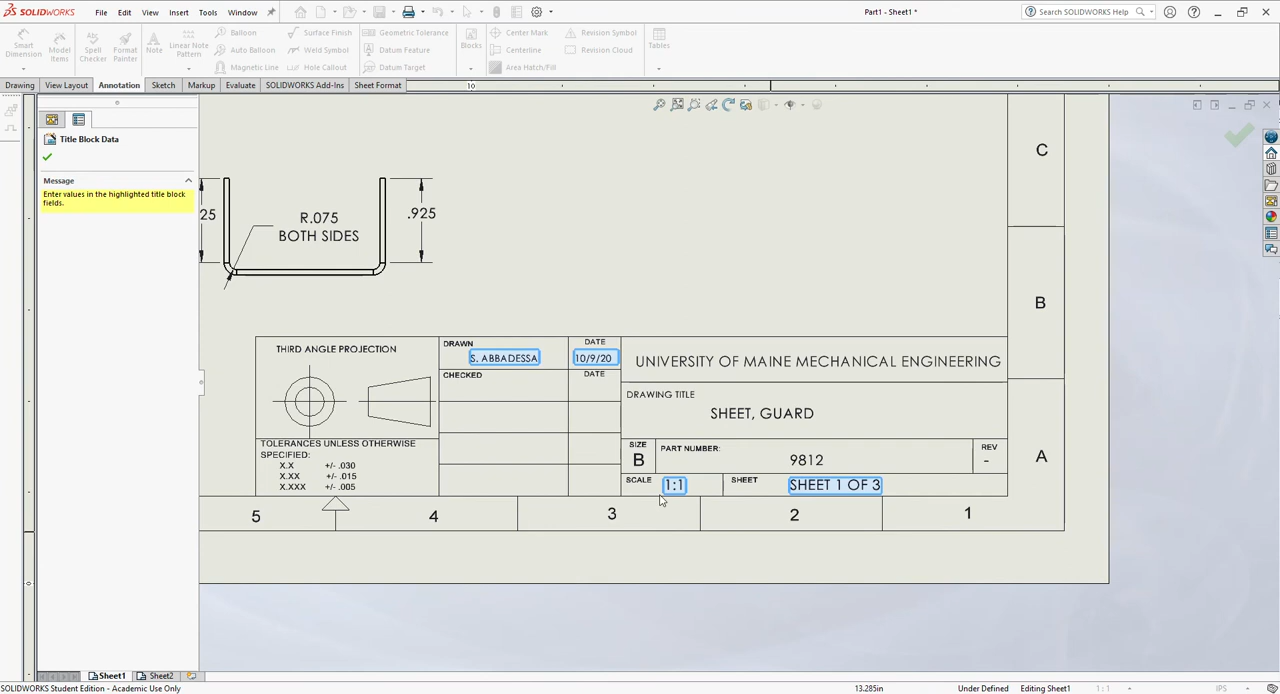 SOLIDWORKS
File
Edit
View
Insert
Tools
Window
Part1 - Sheet1 *
Search SOLIDWORKS Help
Smart Dimension
Model Items
Spell Checker
Format Painter
Note
Linear Note Pattern
Balloon
Auto Balloon
Magnetic Line
Surface Finish
Weld Symbol
Hole Callout
Geometric Tolerance
Datum Feature
Datum Target
Blocks
Center Mark
Centerline
Area Hatch/Fill
Revision Symbol
Revision Cloud
Tables
Drawing
View Layout
Annotation
Sketch
Markup
Evaluate
SOLIDWORKS Add-Ins
Sheet Format
10
Title Block Data
Message
Enter values in the highlighted title block
fields.
25
R.075
BOTH SIDES
.925
C
B
A
THIRD ANGLE PROJECTION
TOLERANCES UNLESS OTHERWISE
SPECIFIED:
X.X +/- .030
X.XX +/- .015
X.XXX +/- .005
DRAWN
S. ABBADESSA
DATE
10/9/20
CHECKED
DATE
UNIVERSITY OF MAINE MECHANICAL ENGINEERING
DRAWING TITLE
SHEET, GUARD
SIZE
B
PART NUMBER:
9812
REV
-
SCALE
1:1
SHEET
SHEET 1 OF 3
5 4 3 2 1
0
Sheet1
Sheet2
SOLIDWORKS Student Edition - Academic Use Only
13.285in
Under Defined
Editing Sheet1
1 : 1
IPS